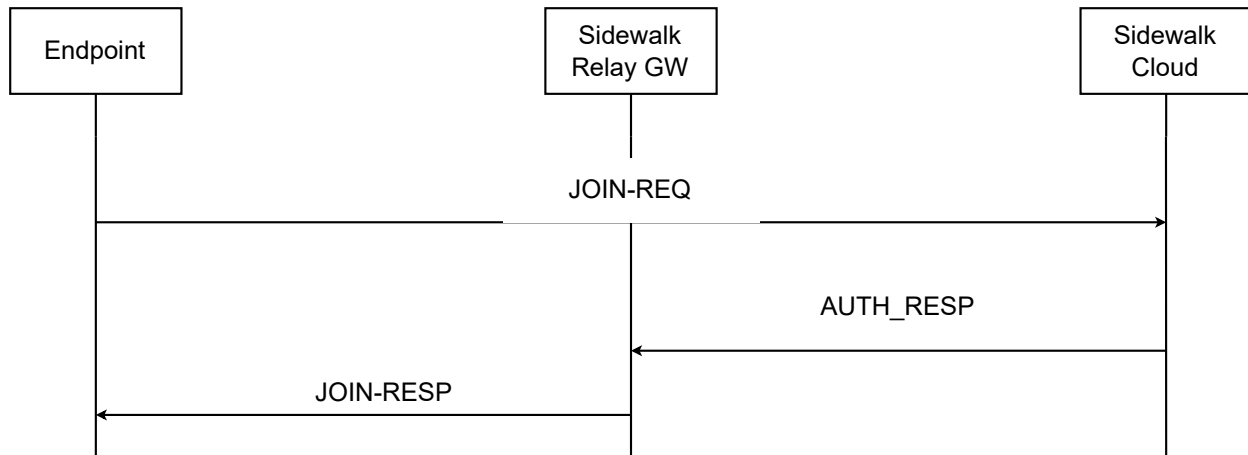 Endpoint
Sidewalk
Relay GW
Sidewalk
Cloud
JOIN-REQ
AUTH_RESP
JOIN-RESP